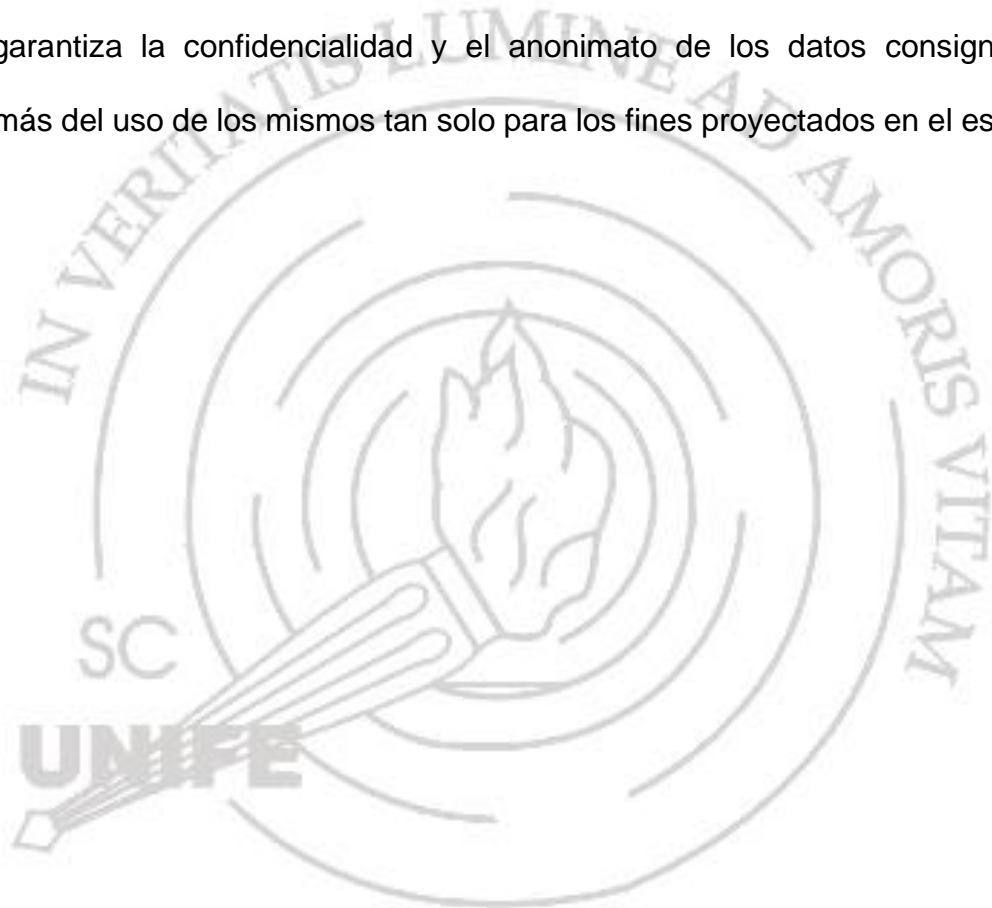 garantiza la confidencialidad y el anonimato de los datos consign
más del uso de los mismos tan solo para los fines proyectados en el es
IN VERITATIS LUMINE AD AMORIS VITAM
SC
UNIFE